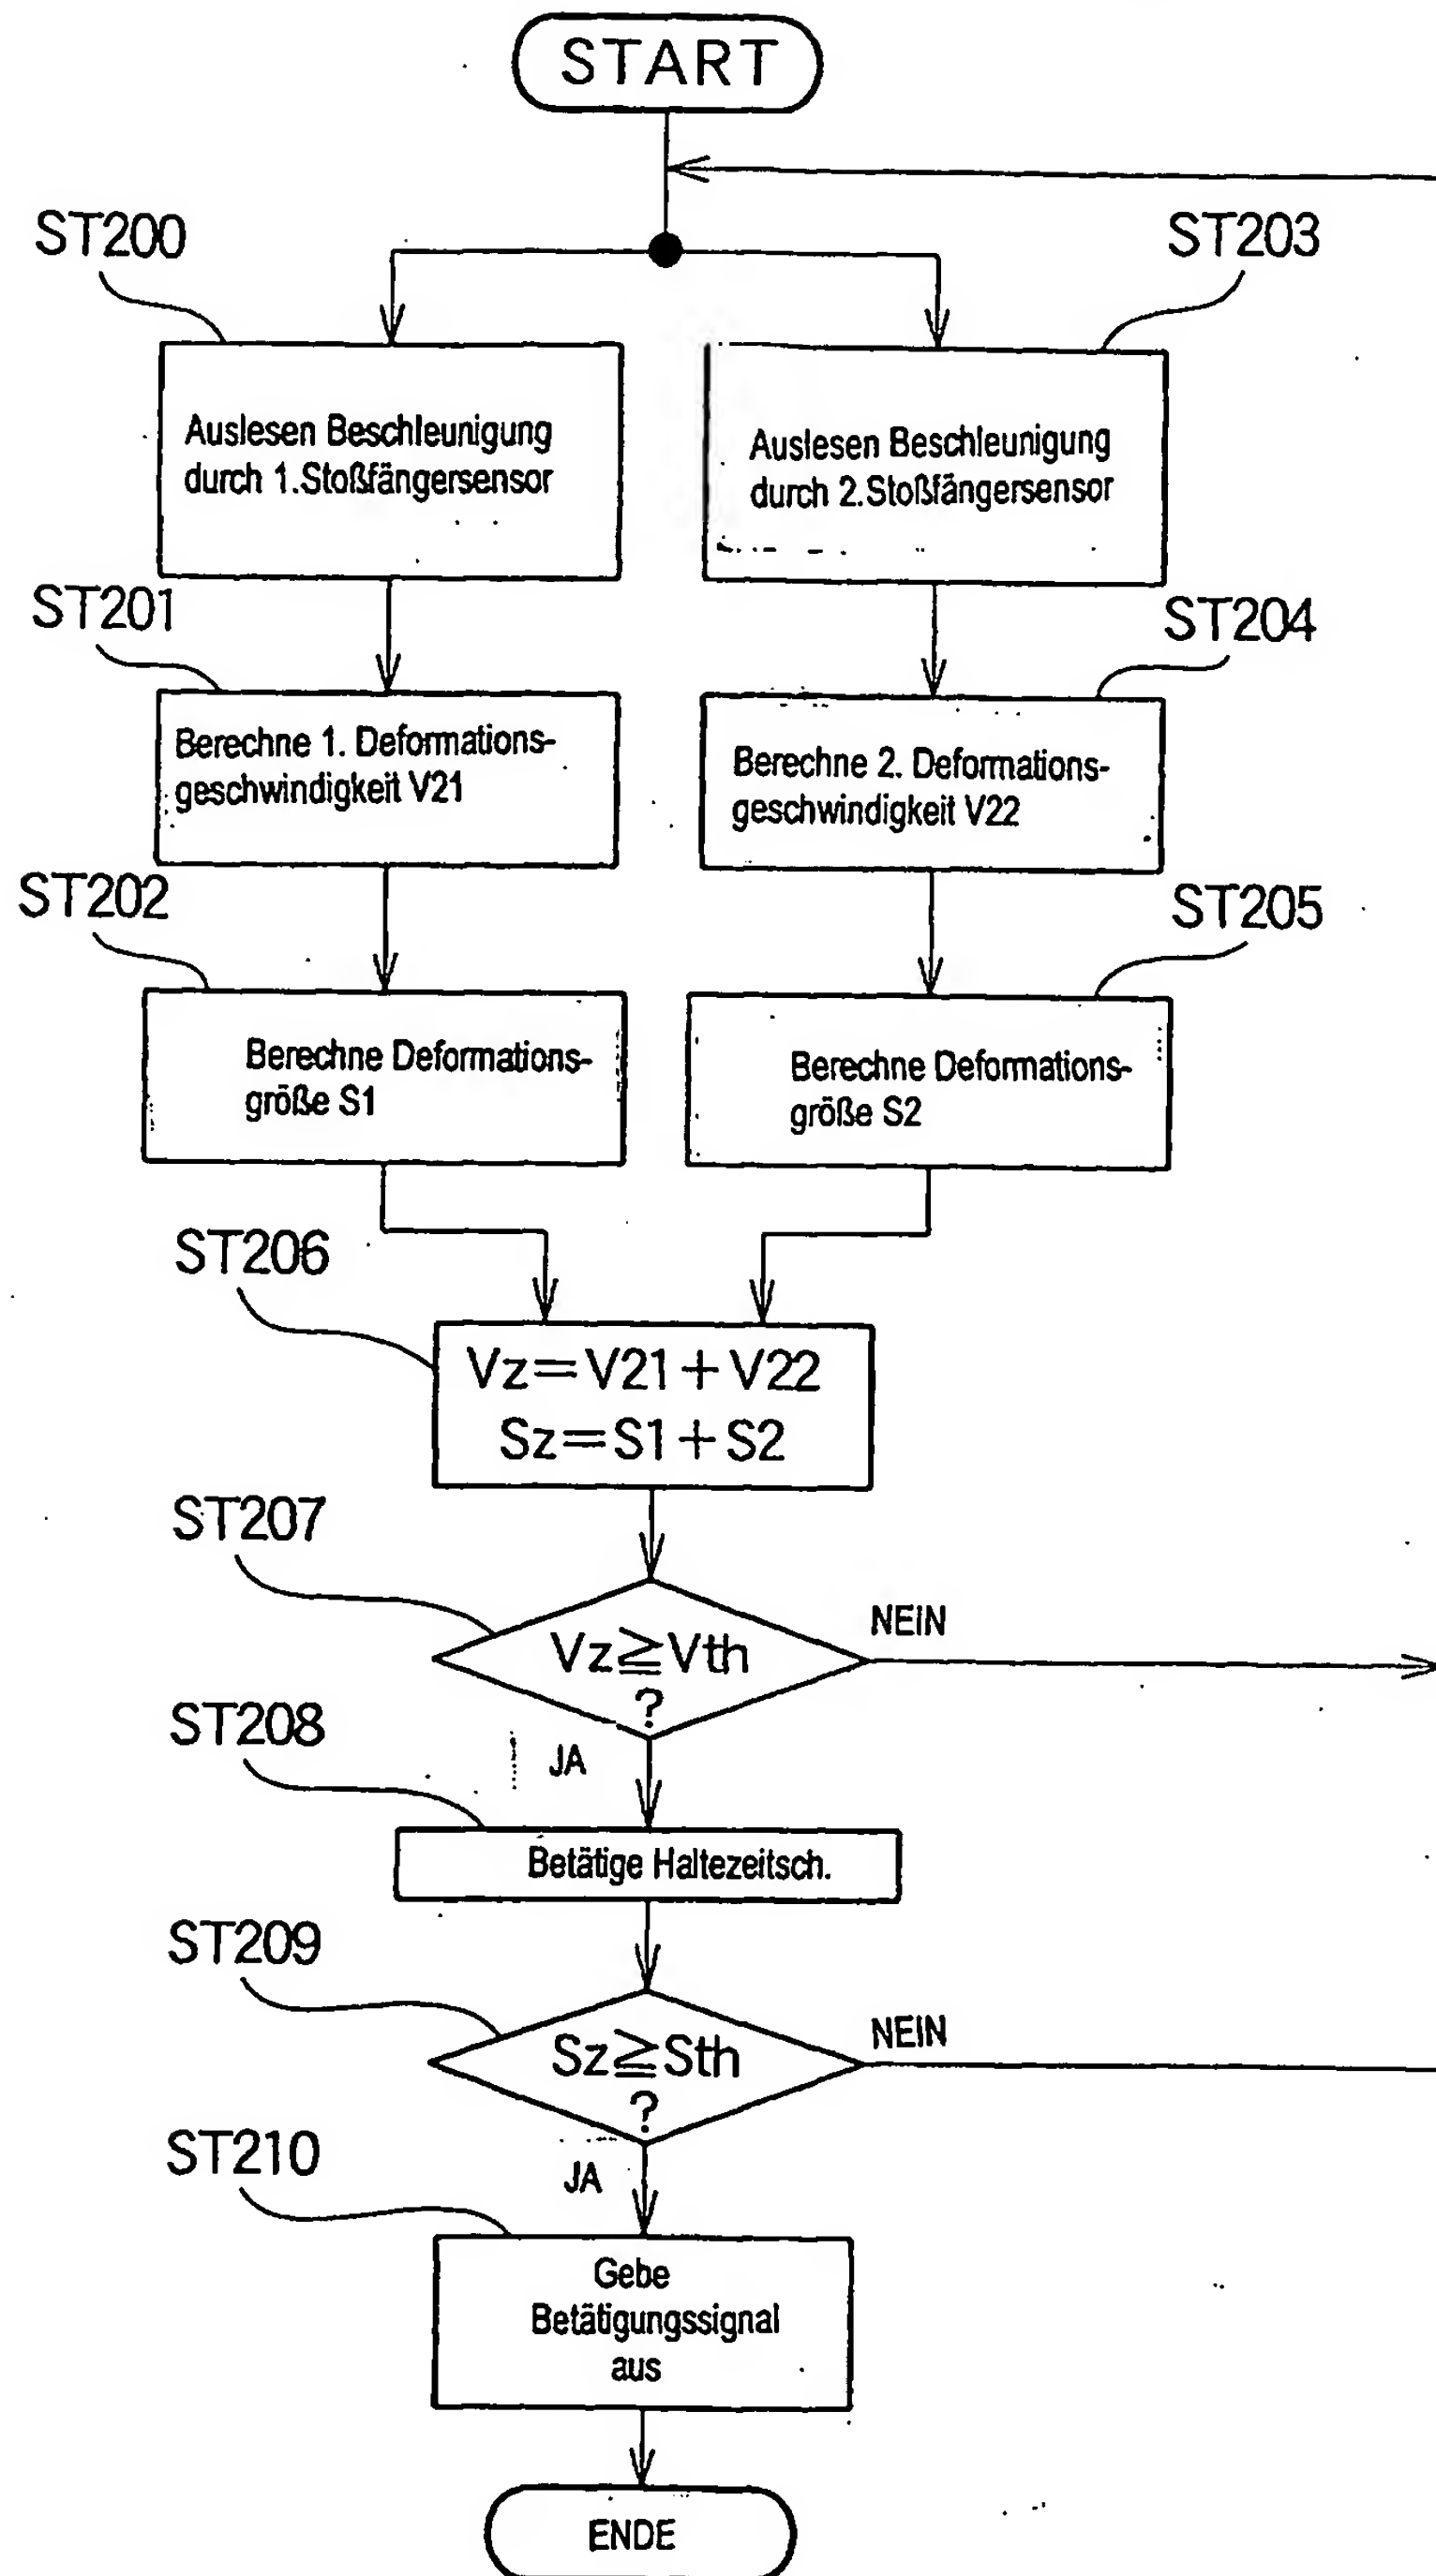 START
ST200
ST203
Auslesen Beschleunigung
durch 1.Stoßfängersensor
Auslesen Beschleunigung
durch 2.Stoßfängersensor
ST201
ST204
Berechne 1. Deformations-
geschwindigkeit V21
Berechne 2. Deformations-
geschwindigkeit V22
ST202
ST205
Berechne Deformations-
größe S1
Berechne Deformations-
größe S2
ST206
Vz=V21+V22
Sz=S1+S2
ST207
Vz≧Vth
?
NEIN
ST208
JA
Betätige Haltezeitsch.
ST209
Sz≧Sth
?
NEIN
ST210
JA
Gebe
Betätigungssignal
aus
ENDE